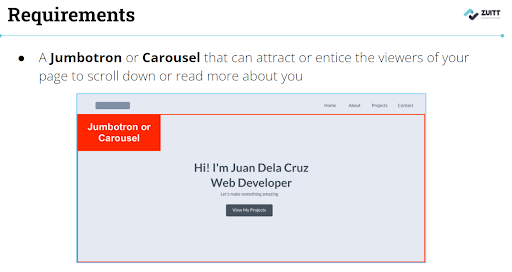 Requirements
ZUITT
● A Jumbotron or Carousel that can attract or entice the viewers of your
page to scroll down or read more about you
Home About Projects Contact
Jumbotron or
Carousel
Hi! I'm Juan Dela Cruz
Web Developer
Let's make something amazing
View My Projects